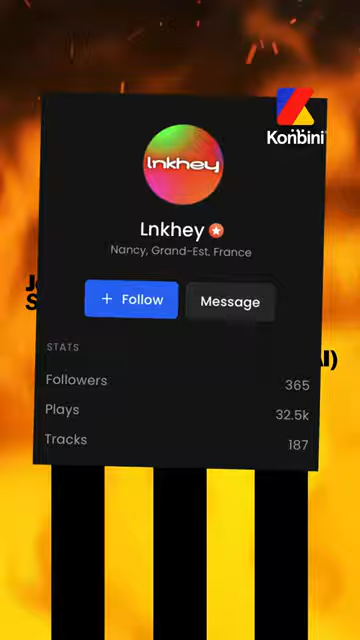 Konbini
lnkhey
Lnkhey
Nancy, Grand-Est, France
+ Follow
Message
STATS
Followers
365
Plays
32.5k
Tracks
187